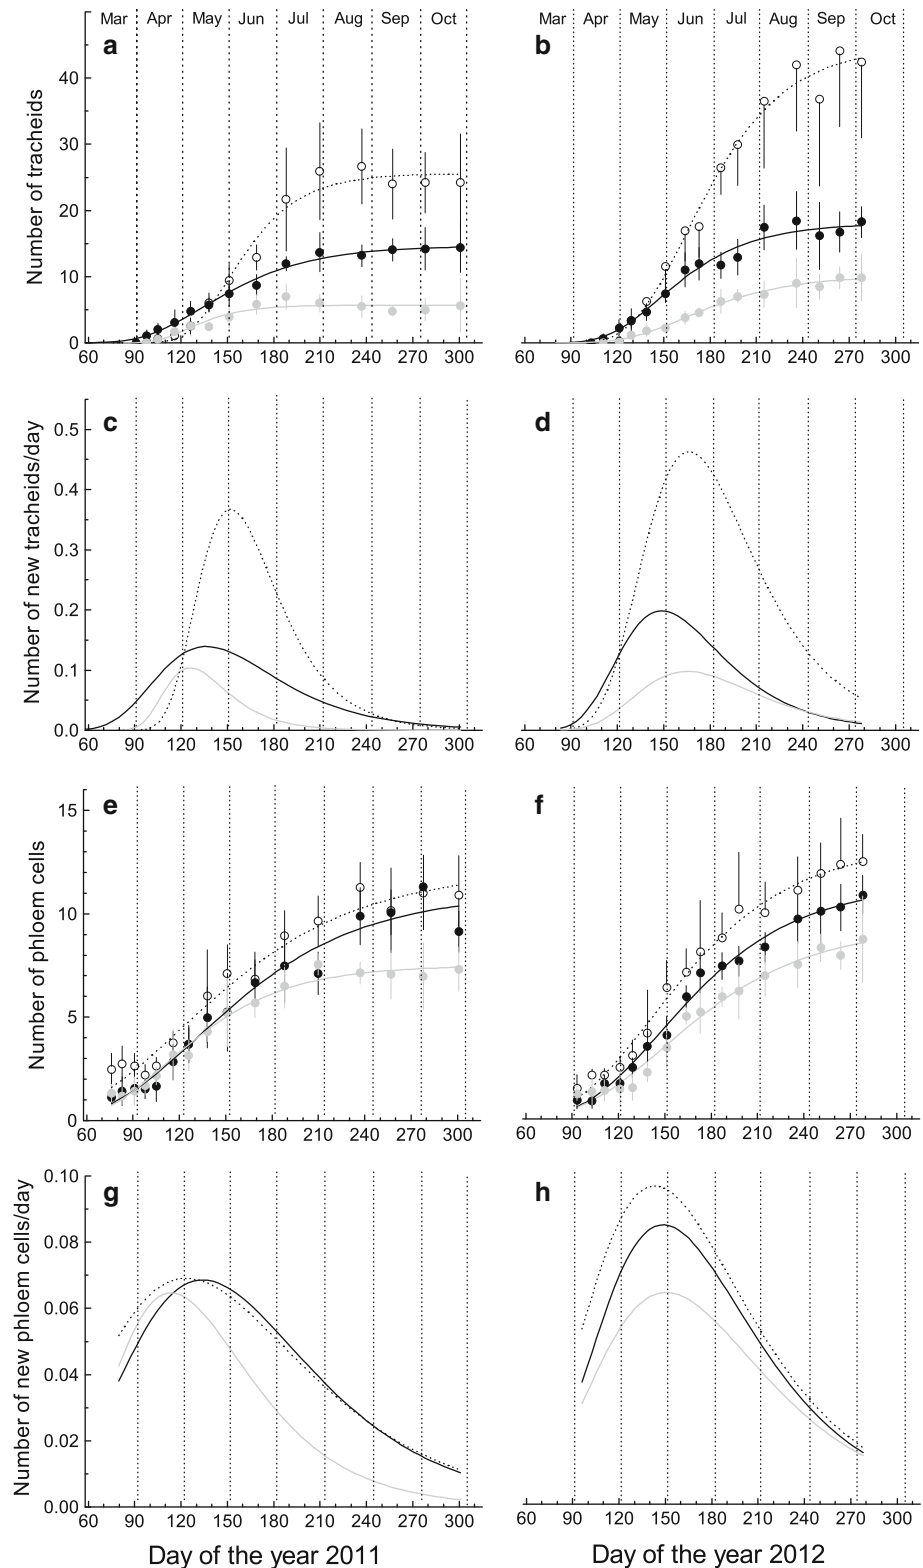 Mar Apr May Jun Jul Aug Sep Oct
Mar Apr May Jun Jul Aug Sep Oct
a
b
Number of tracheids
40
30
20
10
0
60 90 120 150 180 210 240 270 300
60 90 120 150 180 210 240 270 300
c
d
Number of new tracheids/day
0.5
0.4
0.3
0.2
0.1
0.0
60 90 120 150 180 210 240 270 300
60 90 120 150 180 210 240 270 300
e
f
Number of phloem cells
15
10
5
0
60 90 120 150 180 210 240 270 300
60 90 120 150 180 210 240 270 300
g
h
Number of new phloem cells/day
0.10
0.08
0.06
0.04
0.02
0.00
60 90 120 150 180 210 240 270 300
60 90 120 150 180 210 240 270 300
Day of the year 2011
Day of the year 2012